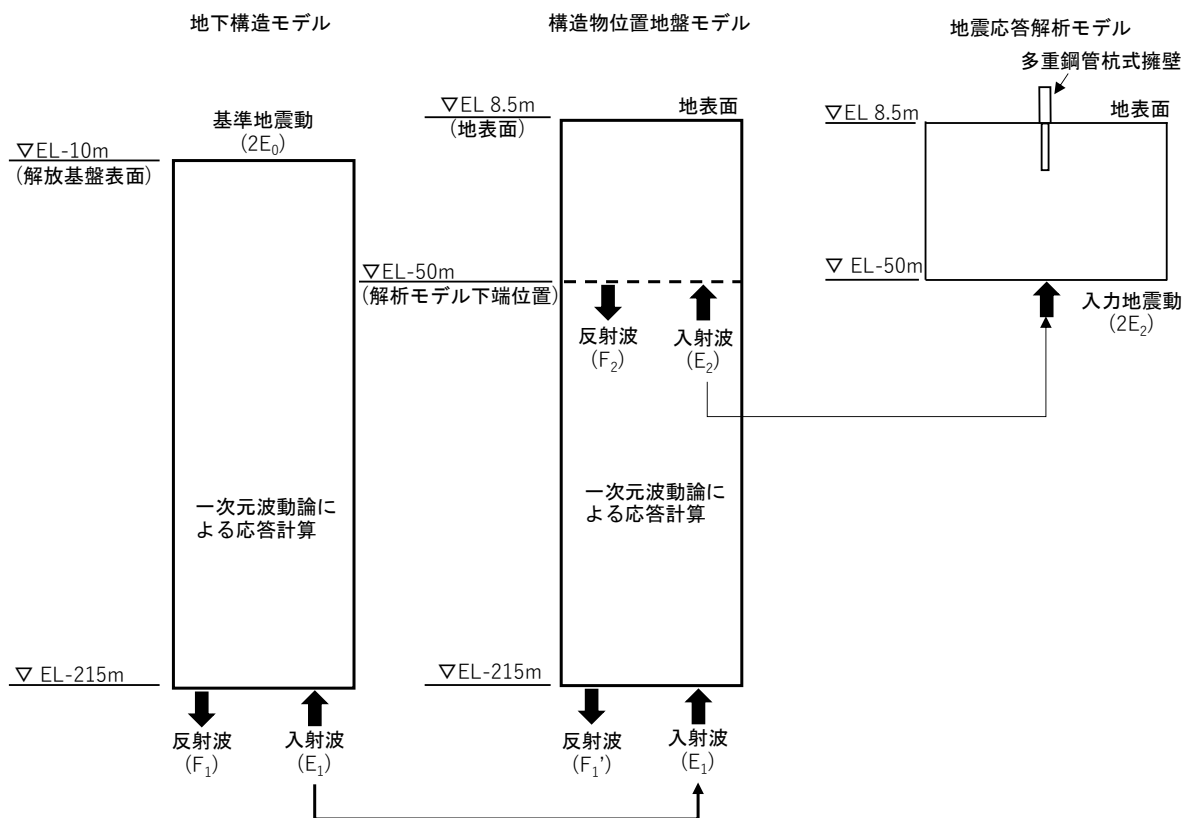 地下構造モデル
基準地震動
(2E₀)
▽EL-10m
(解放基盤表面)
一次元波動論に
よる応答計算
▽ EL-215m
反射波
(F₁)
入射波
(E₁)
構造物位置地盤モデル
▽EL 8.5m
(地表面)
地表面
▽EL-50m
(解析モデル下端位置)
反射波
(F₂)
入射波
(E₂)
一次元波動論に
よる応答計算
▽EL-215m
反射波
(F₁')
入射波
(E₁)
地震応答解析モデル
多重鋼管杭式擁壁
▽EL 8.5m
地表面
▽ EL-50m
入力地震動
(2E₂)